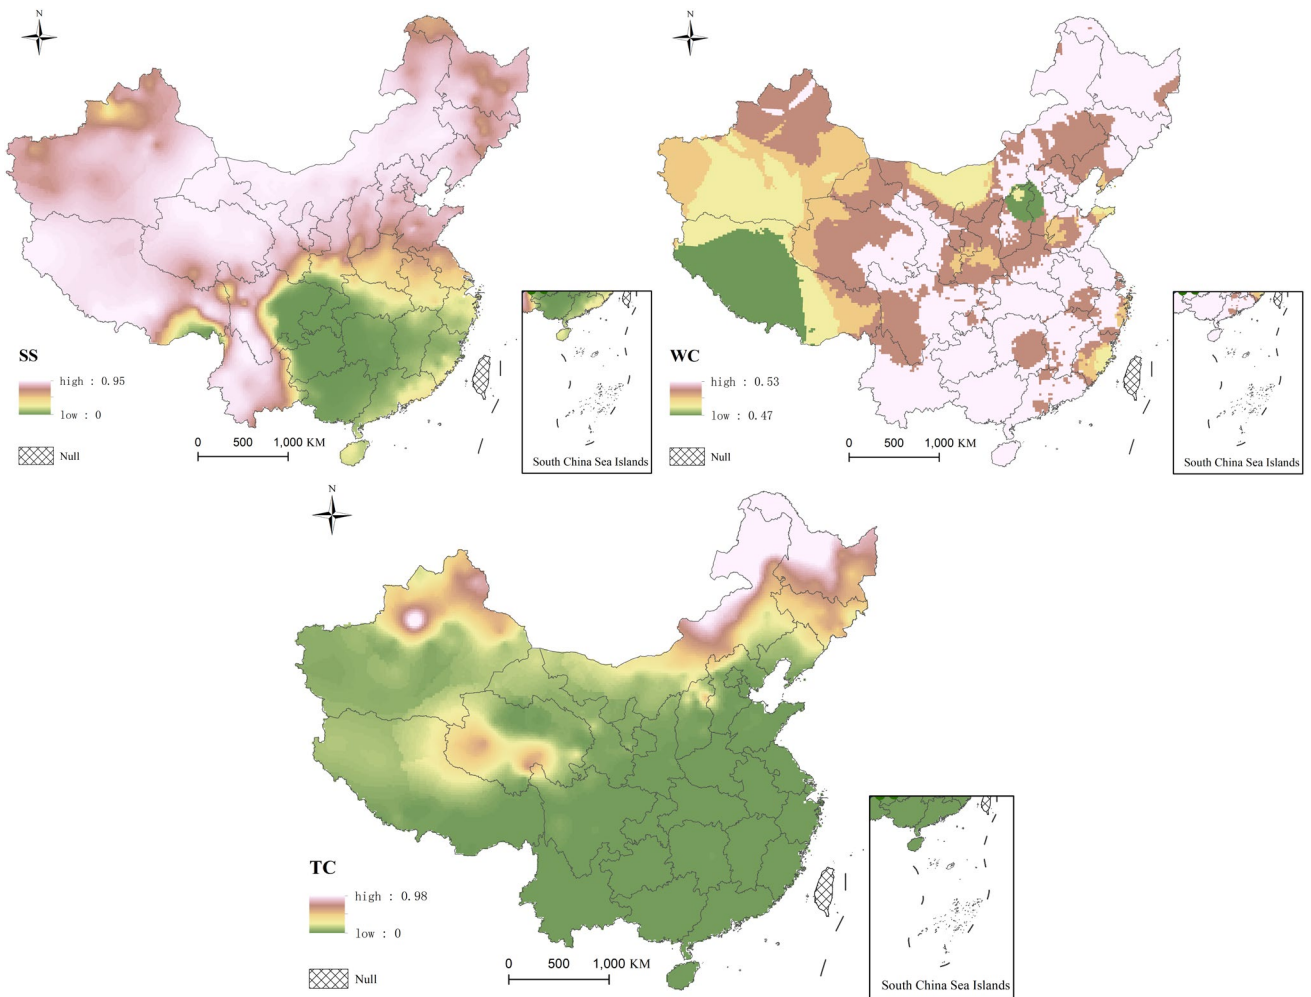 N
SS
high : 0.95
low : 0
Null
0 500 1,000 KM
South China Sea Islands
N
WC
high : 0.53
low : 0.47
Null
0 500 1,000 KM
South China Sea Islands
N
TC
high : 0.98
low : 0
Null
0 500 1,000 KM
South China Sea Islands